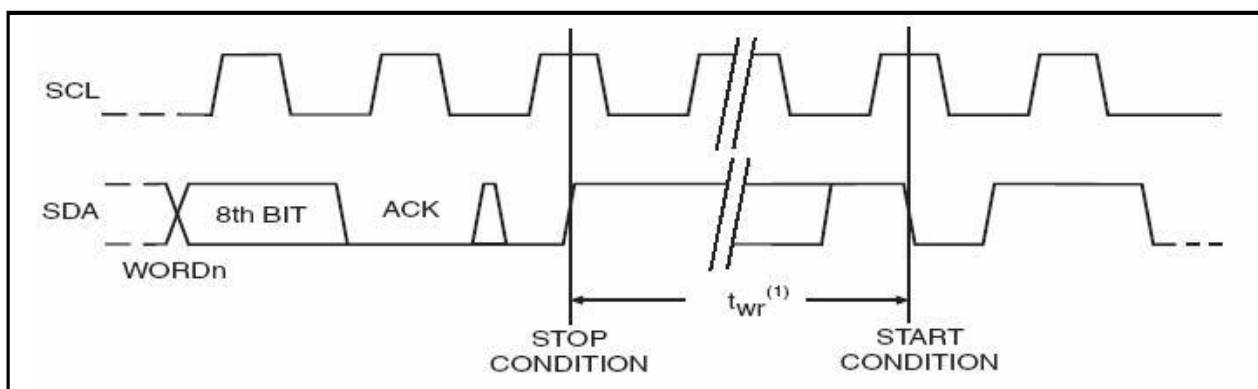 SCL
SDA
8th BIT
ACK
WORDn
twr(1)
STOP
CONDITION
START
CONDITION